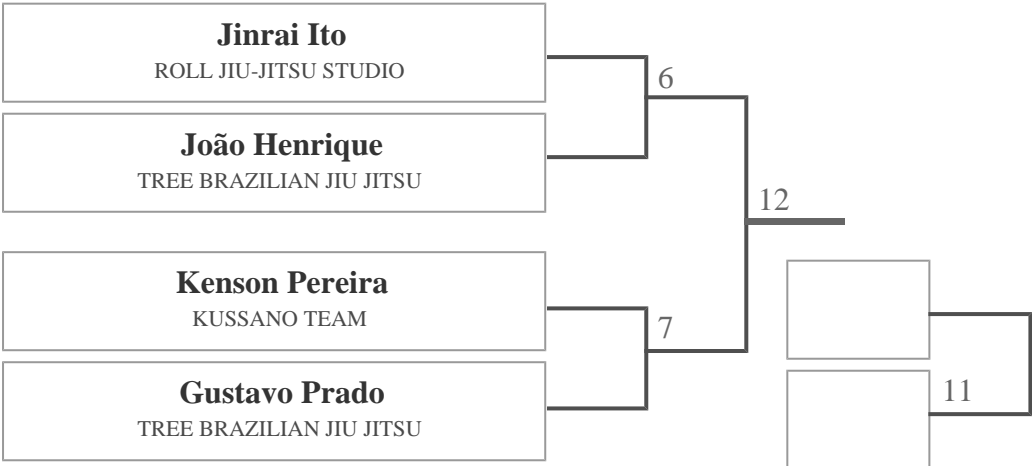 Jinrai Ito
ROLL JIU-JITSU STUDIO
6
João Henrique
TREE BRAZILIAN JIU JITSU
12
Kenson Pereira
KUSSANO TEAM
7
Gustavo Prado
TREE BRAZILIAN JIU JITSU
11